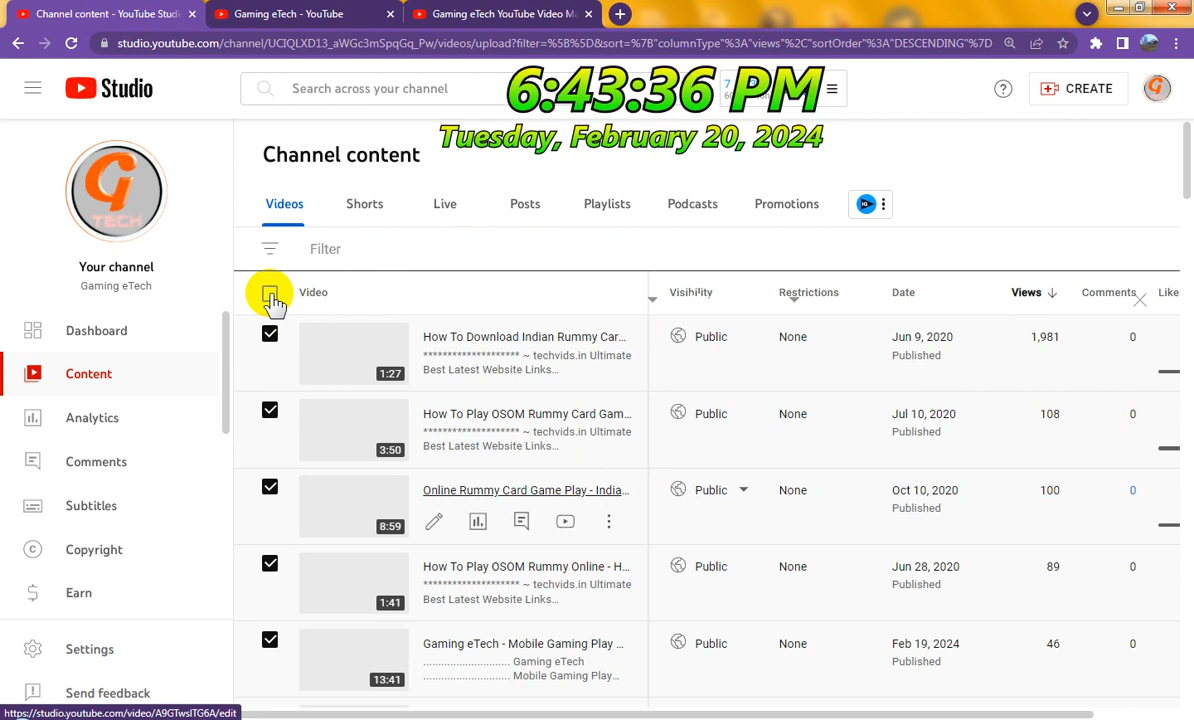 Channel content - YouTube Studi
Gaming eTech - YouTube
Gaming eTech YouTube Video Ma
studio.youtube.com/channel/UCIQLXD13_aWGc3mSpqGq_Pw/videos/upload?filter=%5B%5D&sort=%7B"columnType"%3A"views"%2C"sortOrder"%3A"DESCENDING"%7D
Studio
Search across your channel
6:43:36 PM
Tuesday, February 20, 2024
CREATE
G TECH
Channel content
Videos
Shorts
Live
Posts
Playlists
Podcasts
Promotions
Filter
Your channel
Gaming eTech
Video
Visibility
Restrictions
Date
Views
Comments
Like
How To Download Indian Rummy Car...
******************** ~ techvids.in Ultimate
Best Latest Website Links...
1:27
Public
None
Jun 9, 2020
Published
1,981
0
How To Play OSOM Rummy Card Gam...
******************** ~ techvids.in Ultimate
Best Latest Website Links...
3:50
Public
None
Jul 10, 2020
Published
108
0
Online Rummy Card Game Play - India...
8:59
Public
None
Oct 10, 2020
Published
100
0
How To Play OSOM Rummy Online - H...
******************** ~ techvids.in Ultimate
Best Latest Website Links...
1:41
Public
None
Jun 28, 2020
Published
89
0
Gaming eTech - Mobile Gaming Play ...
............................ Gaming eTech
............................ Mobile Gaming Play...
13:41
Public
None
Feb 19, 2024
Published
46
0
Dashboard
Content
Analytics
Comments
Subtitles
Copyright
Earn
Settings
Send feedback
https://studio.youtube.com/video/A9GTwsITG6A/edit